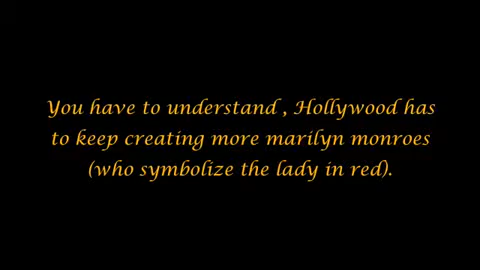 You have to understand , Hollywood has
to keep creating more marilyn monroes
(who symbolize the lady in red).